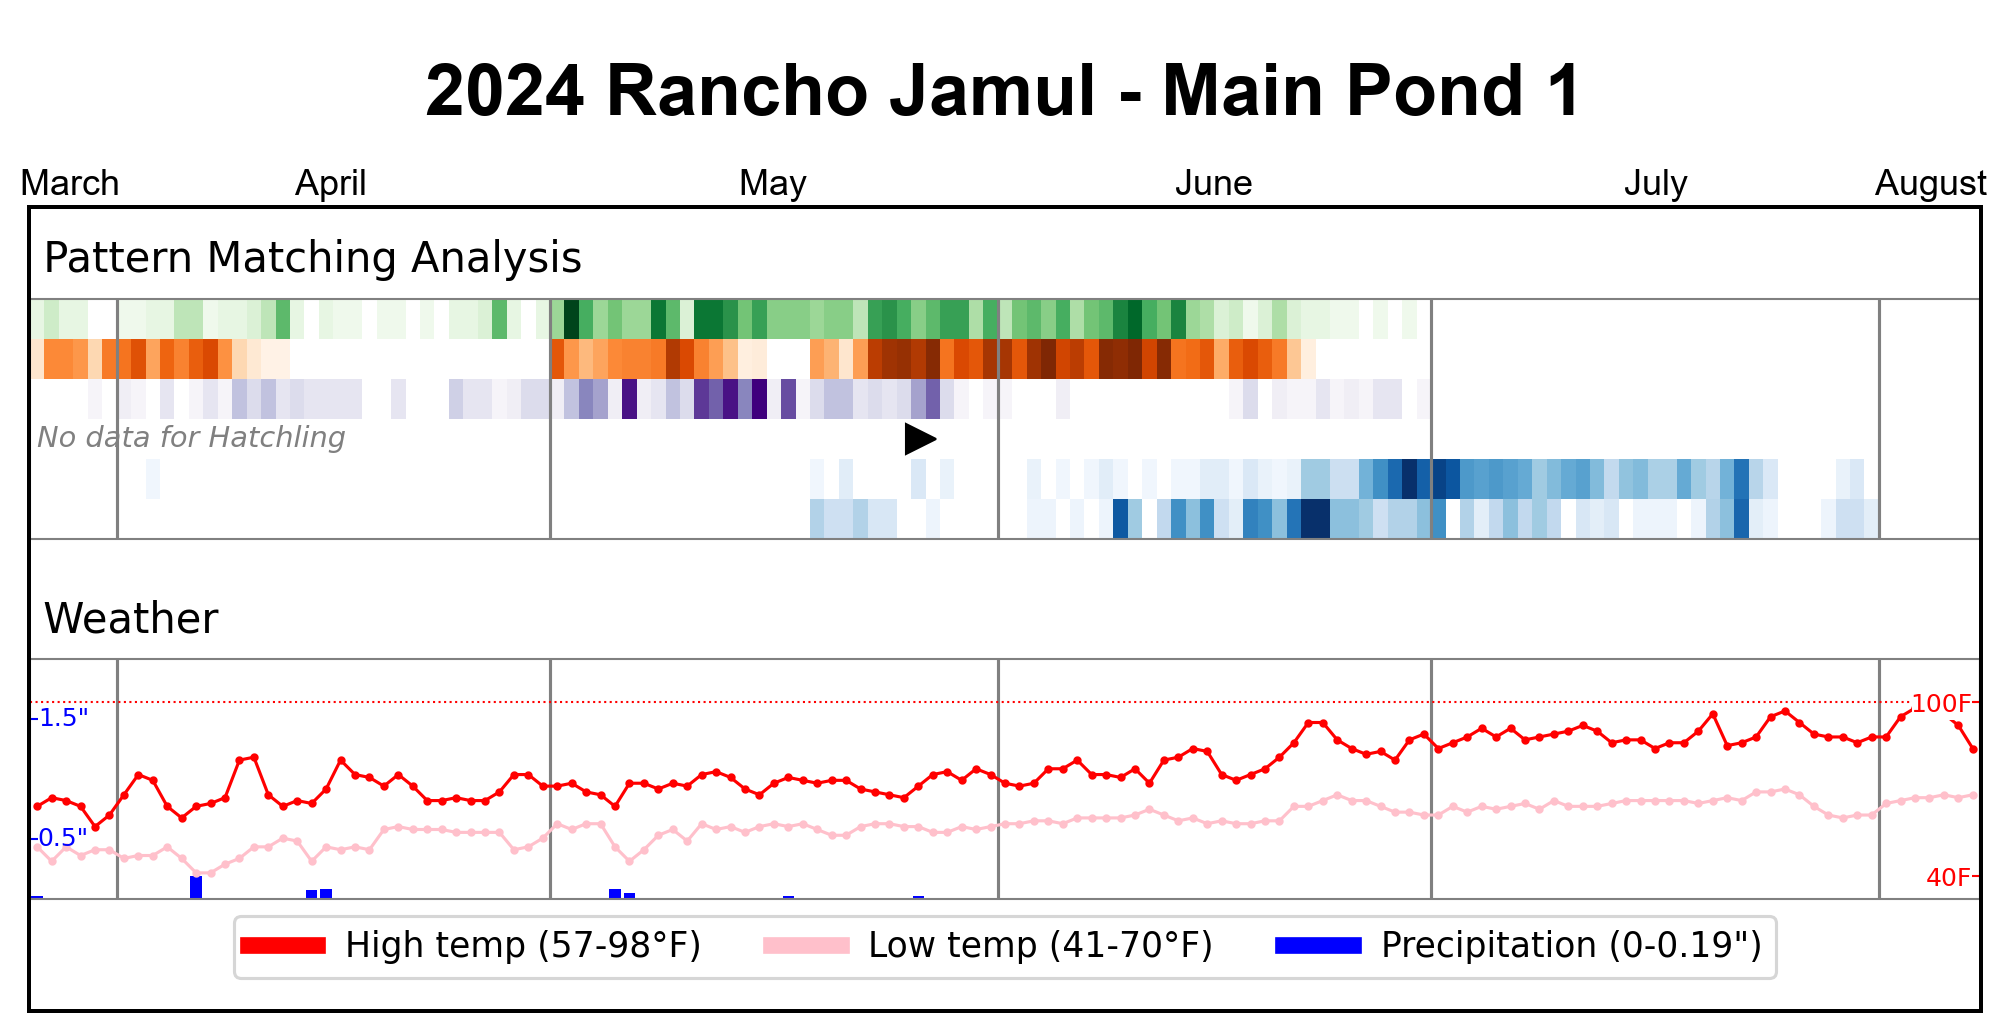 2024 Rancho Jamul - Main Pond 1
March April May June July August
Pattern Matching Analysis
No data for Hatchling
Weather
100F
1.5"
0.5"
40F
High temp (57-98°F) Low temp (41-70°F) Precipitation (0-0.19")